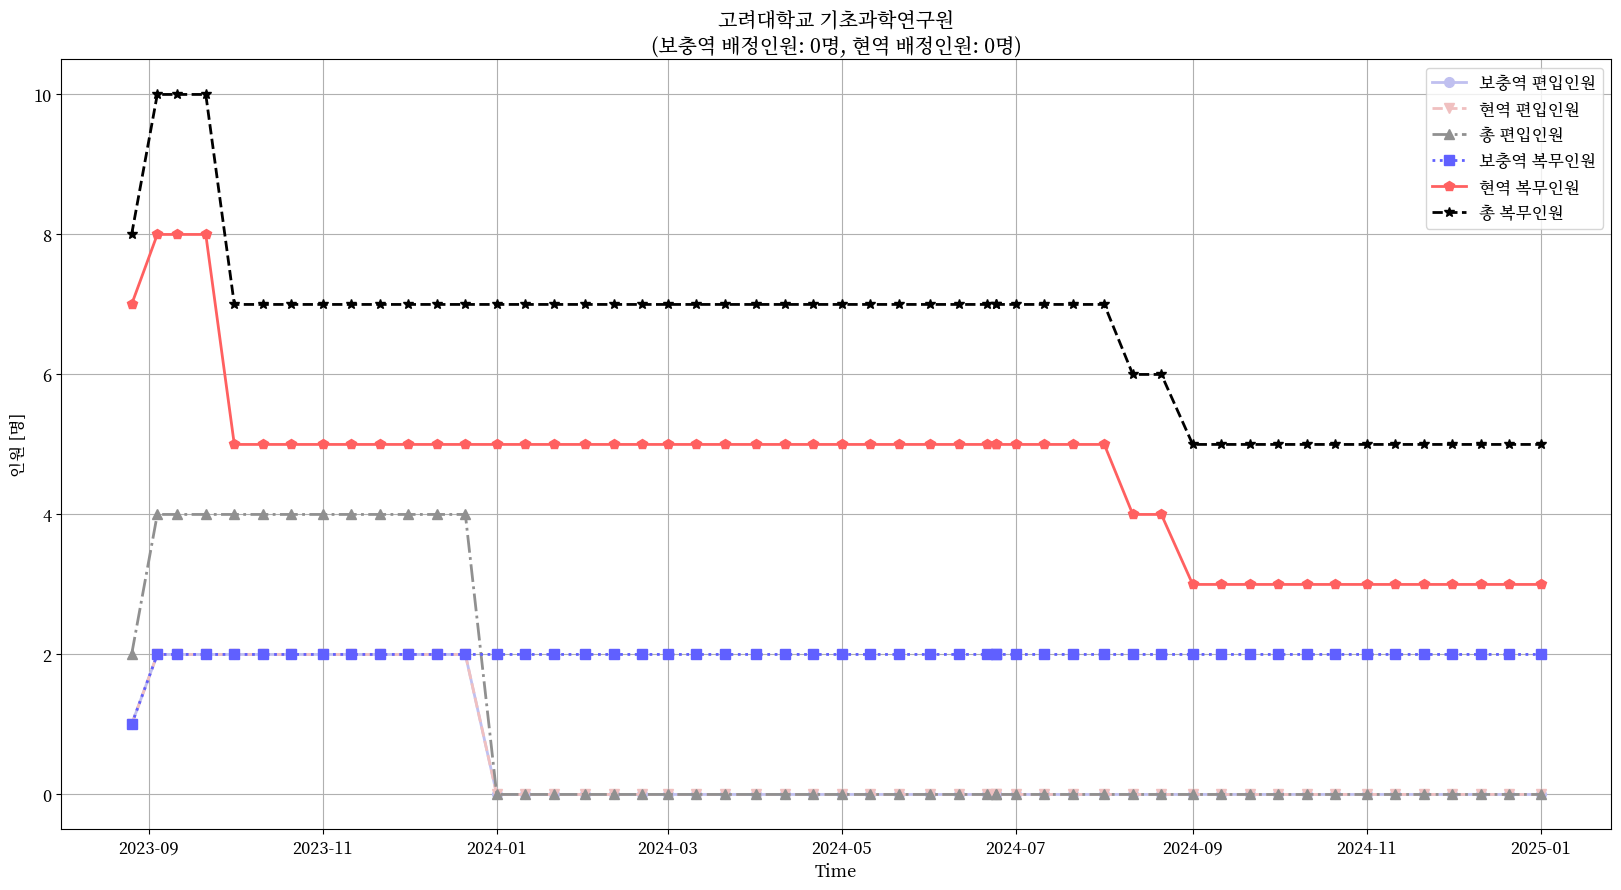 고려대학교 기초과학연구원
(보충역 배정인원: 0명, 현역 배정인원: 0명)
보충역 편입인원
현역 편입인원
총 편입인원
보충역 복무인원
현역 복무인원
총 복무인원
인원 [명]
10
8
6
4
2
0
2023-09
2023-11
2024-01
2024-03
2024-05
2024-07
2024-09
2024-11
2025-01
Time